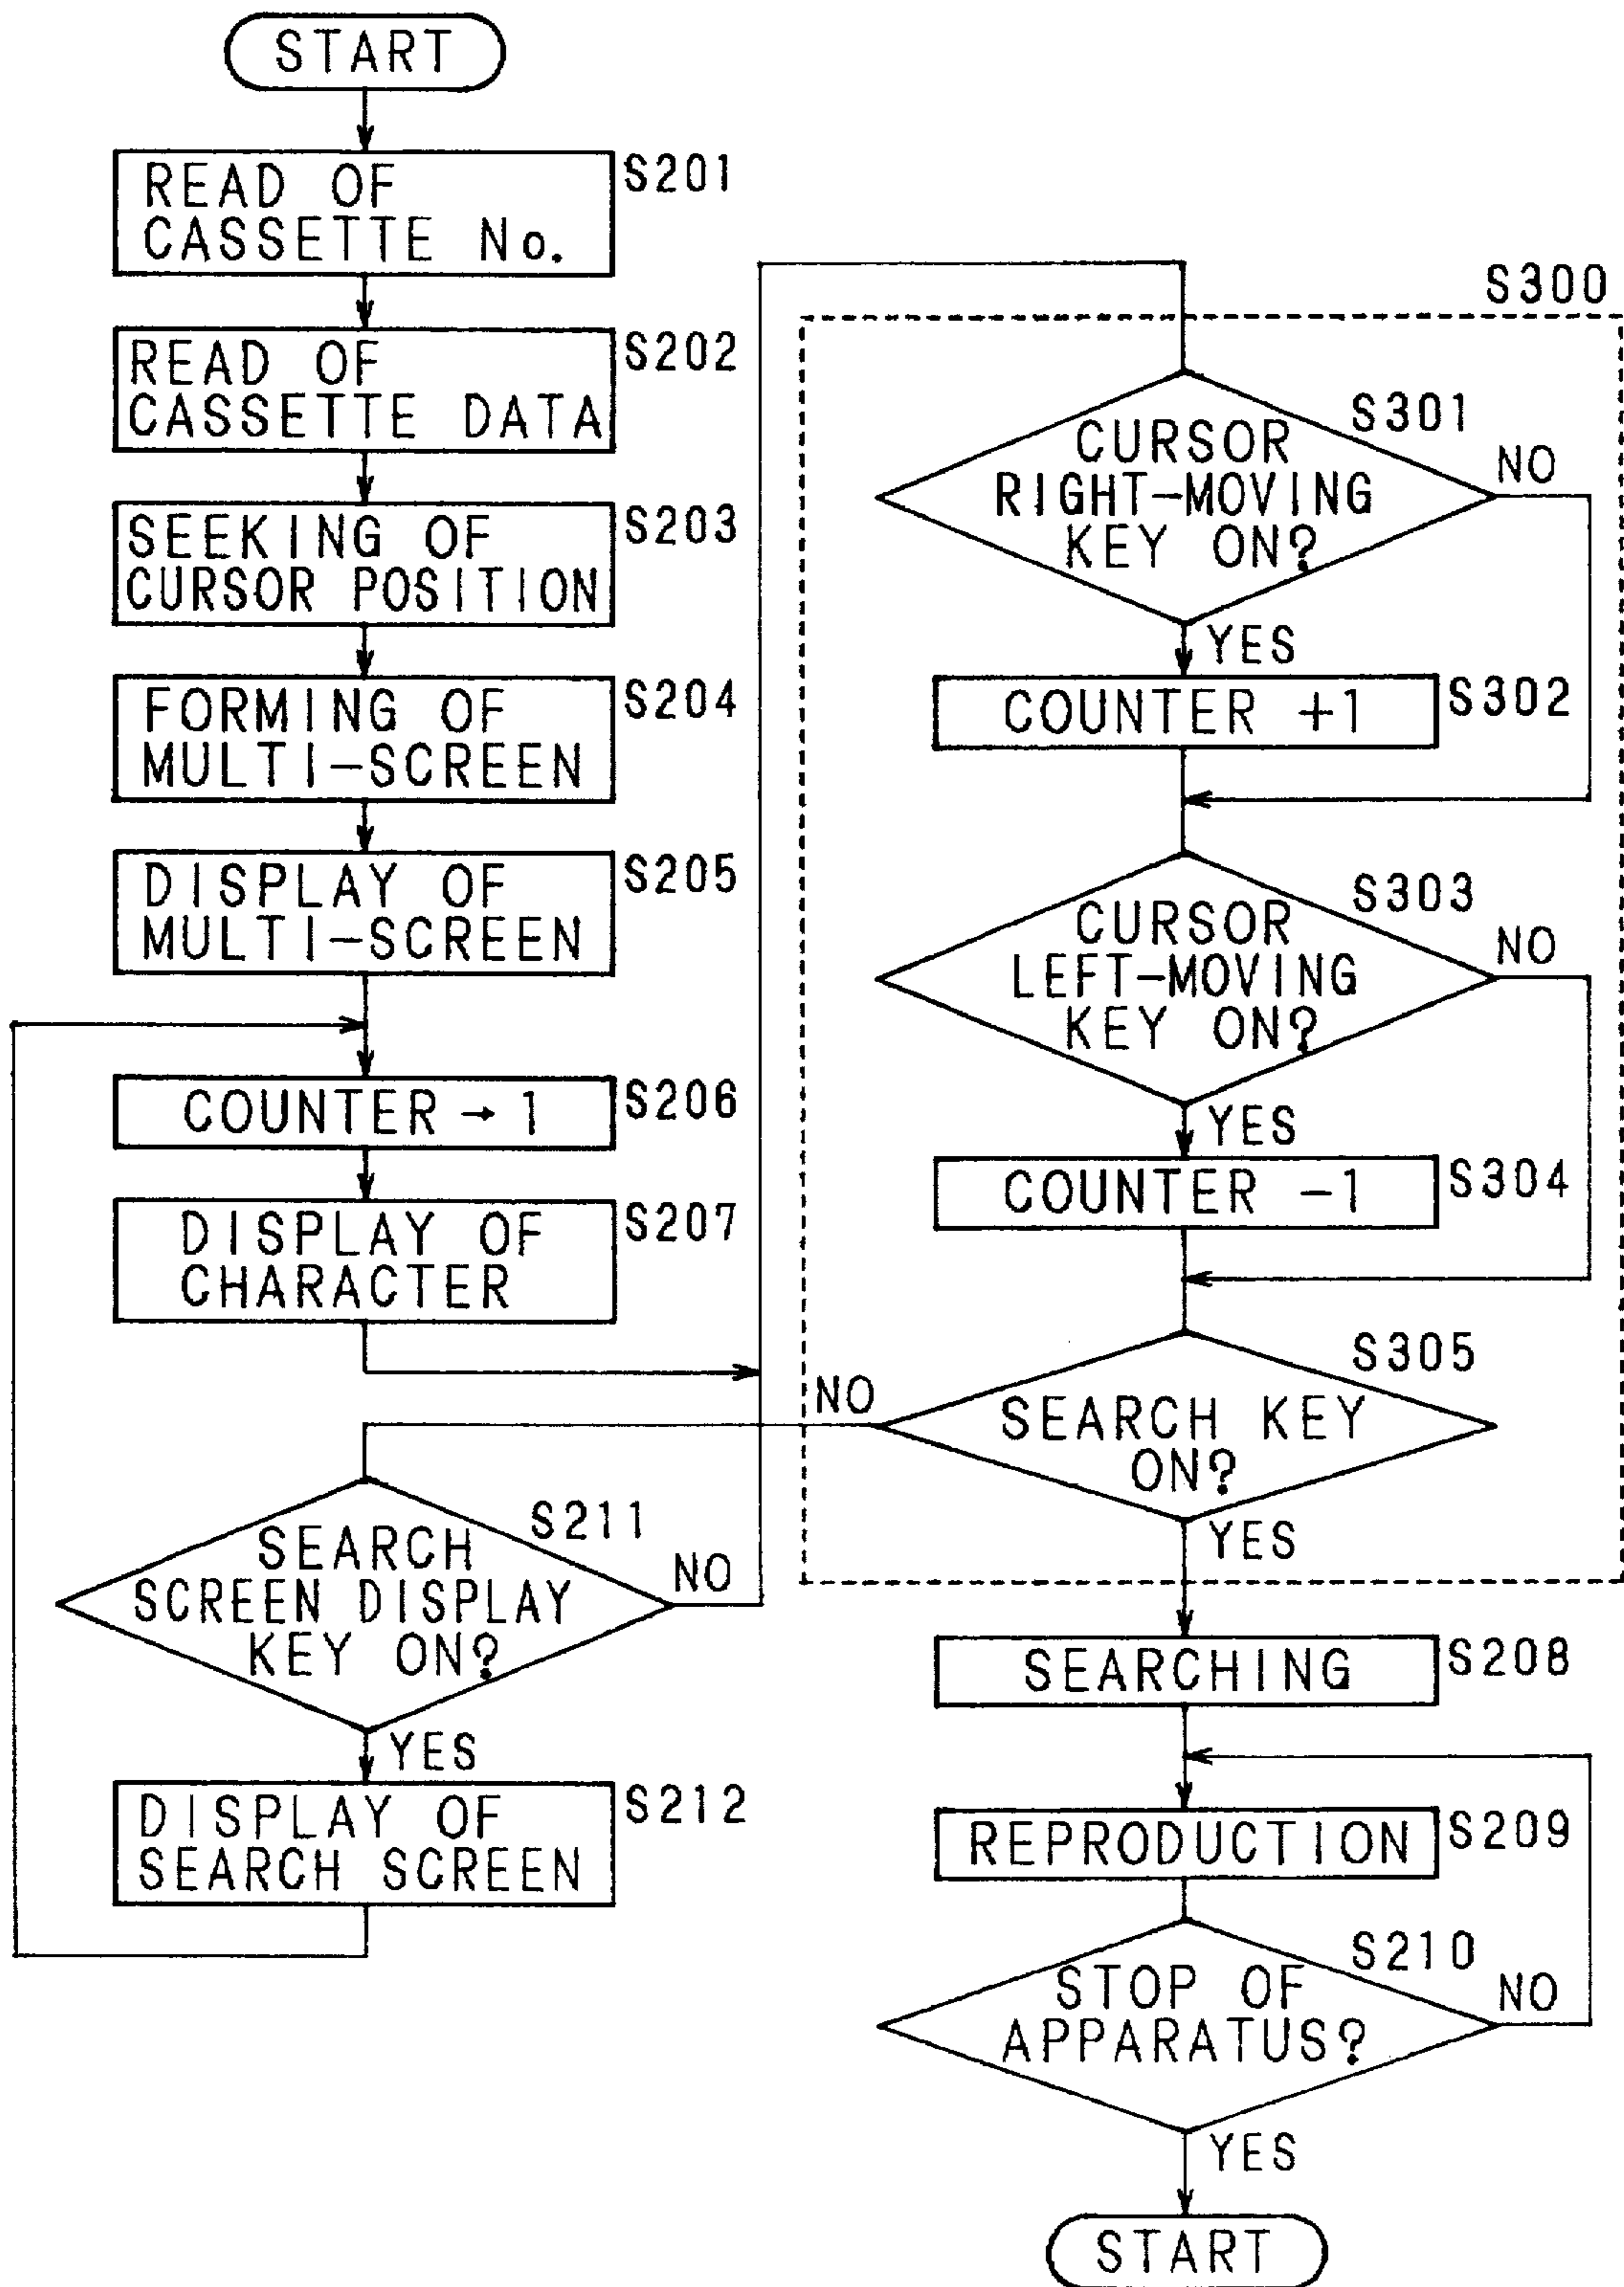 START
READ OF
CASSETTE No.
S201
READ OF
CASSETTE DATA
S202
SEEKING OF
CURSOR POSITION
S203
FORMING OF
MULTI-SCREEN
S204
DISPLAY OF
MULTI-SCREEN
S205
COUNTER → 1
S206
DISPLAY OF
CHARACTER
S207
S211
SEARCH
SCREEN DISPLAY
KEY ON?
NO
YES
DISPLAY OF
SEARCH SCREEN
S212
S300
S301
CURSOR
RIGHT-MOVING
KEY ON?
NO
YES
COUNTER +1
S302
S303
CURSOR
LEFT-MOVING
KEY ON?
NO
YES
COUNTER -1
S304
S305
NO
SEARCH KEY
ON?
YES
SEARCHING
S208
REPRODUCTION
S209
S210
STOP OF
APPARATUS?
NO
YES
START